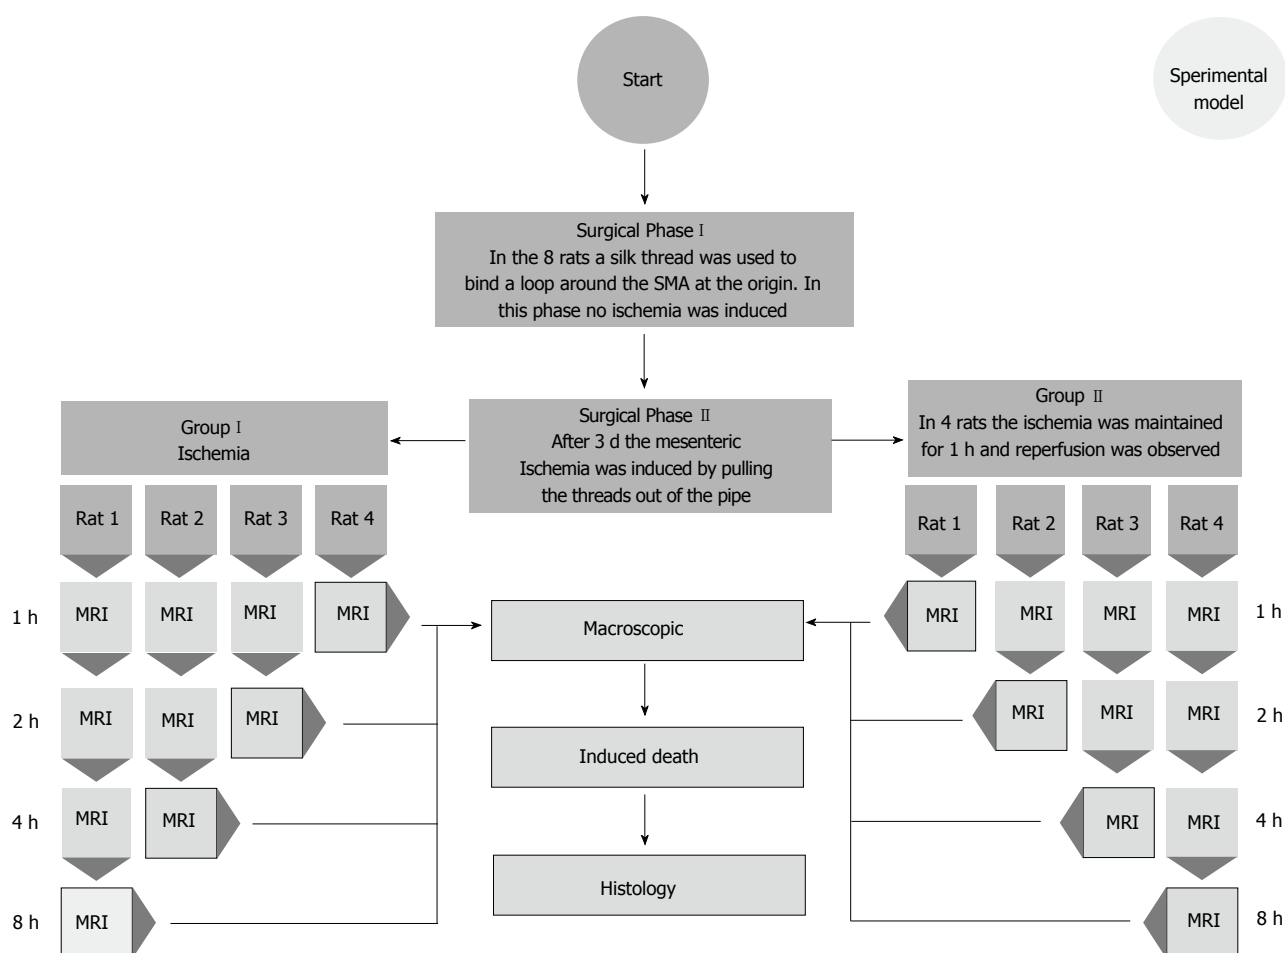 Start
Sperimental
model
Surgical Phase Ⅰ
In the 8 rats a silk thread was used to
bind a loop around the SMA at the origin. In
this phase no ischemia was induced
Surgical Phase Ⅱ
After 3 d the mesenteric
Ischemia was induced by pulling
the threads out of the pipe
Group Ⅰ
Ischemia
Group Ⅱ
In 4 rats the ischemia was maintained
for 1 h and reperfusion was observed
Rat 1 Rat 2 Rat 3 Rat 4
Rat 1 Rat 2 Rat 3 Rat 4
1 h MRI MRI MRI MRI
Macroscopic
MRI MRI MRI MRI 1 h
2 h MRI MRI MRI
Induced death
MRI MRI MRI 2 h
4 h MRI MRI
MRI MRI 4 h
Histology
8 h MRI
MRI 8 h